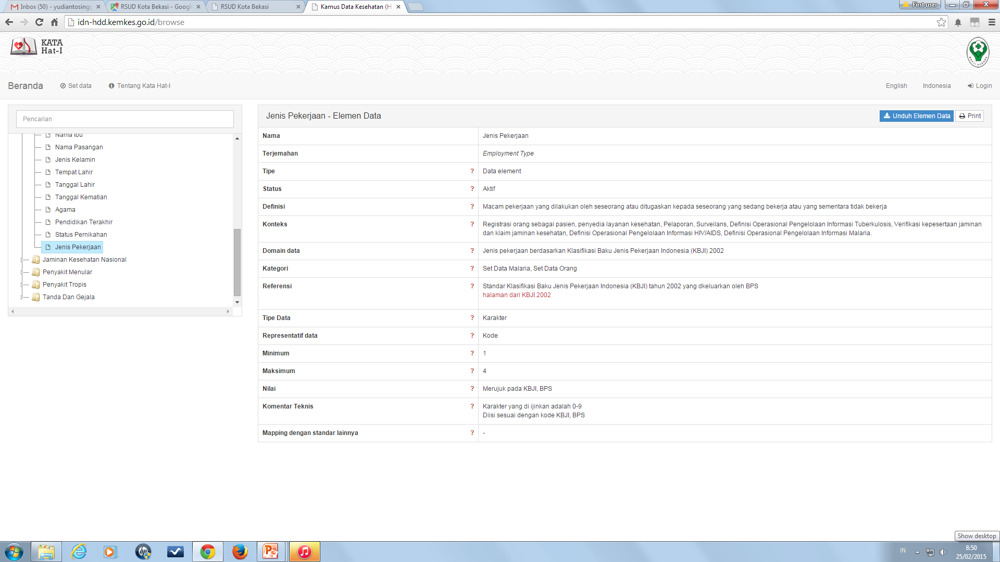 Inbox (50) - yudiantosingg
RSUD Kota Bekasi - Googl
RSUD Kota Bekasi
Kamus Data Kesehatan (H
First user
idn-hdd.kemkes.go.id/browse
KATA
Hat-I
Beranda
Set data
Tentang Kata Hat-I
English
Indonesia
Login
Pencarian
Nama Ibu
Nama Pasangan
Jenis Kelamin
Tempat Lahir
Tanggal Lahir
Tanggal Kematian
Agama
Pendidikan Terakhir
Status Pernikahan
Jenis Pekerjaan
Jaminan Kesehatan Nasional
Penyakit Menular
Penyakit Tropis
Tanda Dan Gejala
Jenis Pekerjaan - Elemen Data
Unduh Elemen Data
Print
Nama Jenis Pekerjaan
Terjemahan Employment Type
Tipe ? Data element
Status ? Aktif
Definisi ? Macam pekerjaan yang dilakukan oleh seseorang atau ditugaskan kepada seseorang yang sedang bekerja atau yang sementara tidak bekerja
Konteks ? Registrasi orang sebagai pasien, penyedia layanan kesehatan, Pelaporan, Surveilans, Definisi Operasional Pengelolaan Informasi Tuberkulosis, Verifikasi kepesertaan jaminan
dan klaim jaminan kesehatan, Definisi Operasional Pengelolaan Informasi HIV/AIDS, Definisi Operasional Pengelolaan Informasi Malaria.
Domain data ? Jenis pekerjaan berdasarkan Klasifikasi Baku Jenis Pekerjaan Indonesia (KBJI) 2002
Kategori ? Set Data Malaria, Set Data Orang
Referensi ? Standar Klasifikasi Baku Jenis Pekerjaan Indonesia (KBJI) tahun 2002 yang dkeluarkan oleh BPS
halaman dari KBJI 2002
Tipe Data ? Karakter
Representatif data ? Kode
Minimum ? 1
Maksimum ? 4
Nilai ? Merujuk pada KBJI, BPS
Komentar Teknis ? Karakter yang di ijinkan adalah 0-9
Diisi sesuai dengan kode KBJI, BPS
Mapping dengan standar lainnya ? -
Show desktop
IN
8:50
25/02/2015